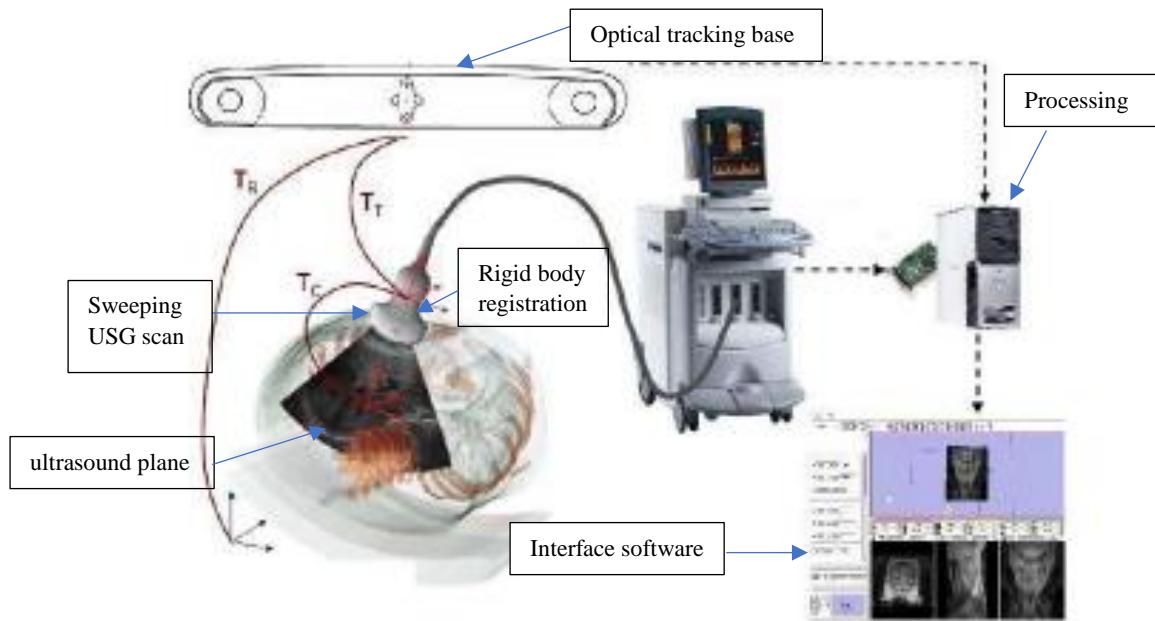 Optical tracking base
Processing
T_R
T_T
T_C
Rigid body
registration
Sweeping
USG scan
ultrasound plane
Interface software